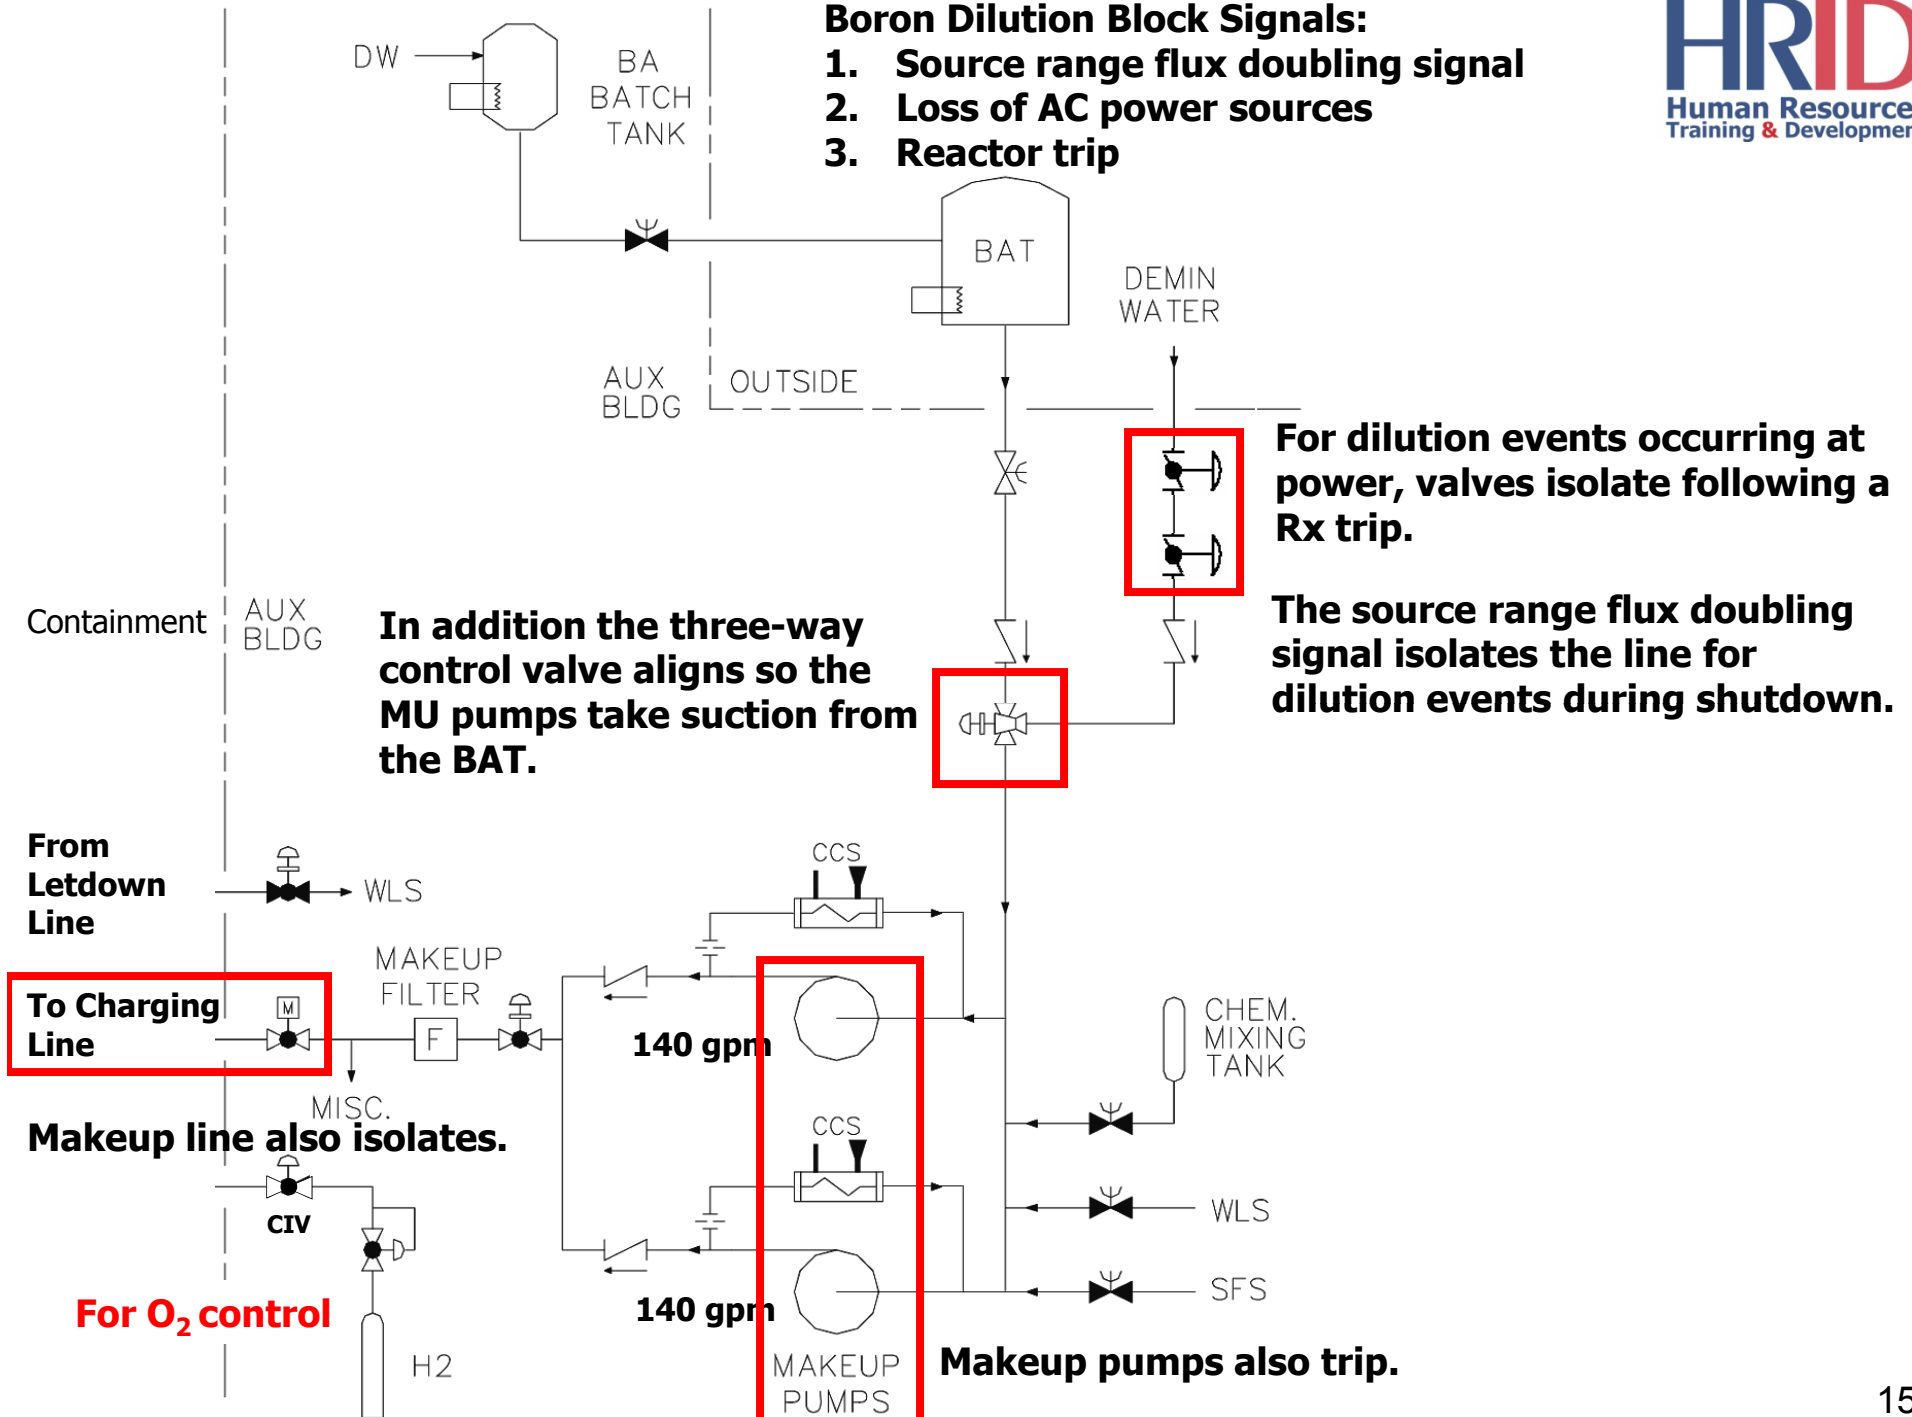 Boron Dilution Block Signals:
1. Source range flux doubling signal
2. Loss of AC power sources
3. Reactor trip
HRID
Human Resource
Training & Developmen
DW
BA
BATCH
TANK
BAT
DEMIN
WATER
AUX
BLDG
OUTSIDE
For dilution events occurring at
power, valves isolate following a
Rx trip.
The source range flux doubling
signal isolates the line for
dilution events during shutdown.
Containment
AUX
BLDG
In addition the three-way
control valve aligns so the
MU pumps take suction from
the BAT.
From
Letdown
Line
WLS
CCS
MAKEUP
FILTER
To Charging
Line
M
F
140 gpm
CHEM.
MIXING
TANK
MISC.
Makeup line also isolates.
CCS
CIV
WLS
SFS
For O₂ control
140 gpm
H2
MAKEUP
PUMPS
Makeup pumps also trip.
15